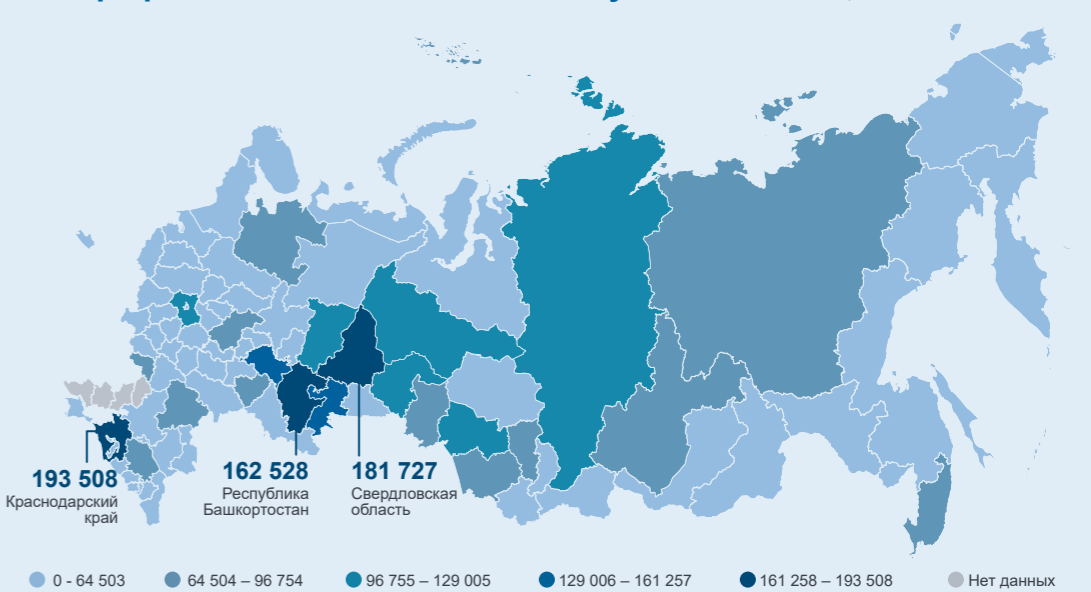 193 508
Краснодарский
край
162 528
Республика
Башкортостан
181 727
Свердловская
область
0 - 64 503
64 504 – 96 754
96 755 – 129 005
129 006 – 161 257
161 258 – 193 508
Нет данных